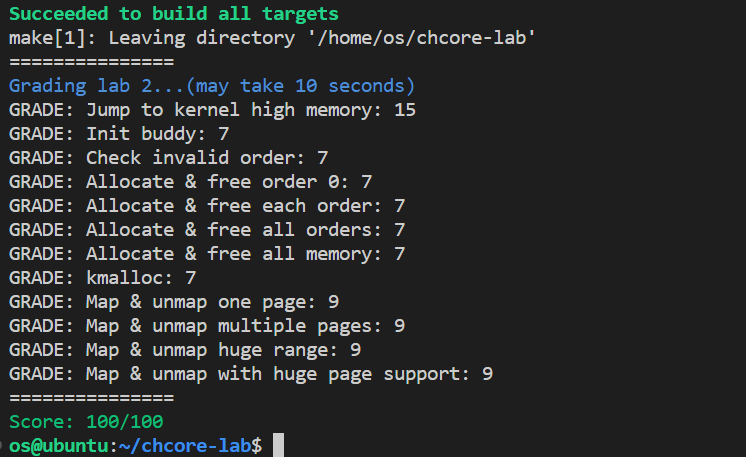 Succeeded to build all targets
make[1]: Leaving directory '/home/os/chcore-lab'
===============
Grading lab 2...(may take 10 seconds)
GRADE: Jump to kernel high memory: 15
GRADE: Init buddy: 7
GRADE: Check invalid order: 7
GRADE: Allocate & free order 0: 7
GRADE: Allocate & free each order: 7
GRADE: Allocate & free all orders: 7
GRADE: Allocate & free all memory: 7
GRADE: kmalloc: 7
GRADE: Map & unmap one page: 9
GRADE: Map & unmap multiple pages: 9
GRADE: Map & unmap huge range: 9
GRADE: Map & unmap with huge page support: 9
===============
Score: 100/100
os@ubuntu:~/chcore-lab$